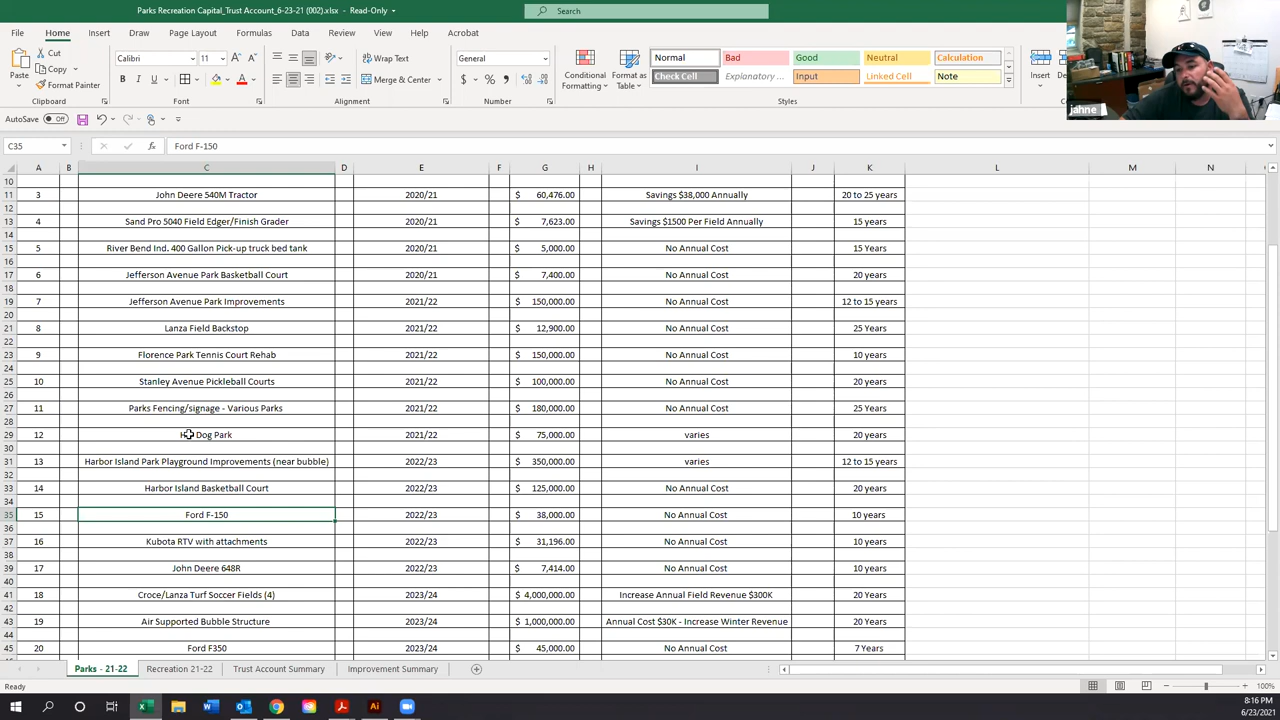 Parks Recreation Capital_Trust Account_6-23-21 (002).xlsx - Read-Only
Search
File Home Insert Draw Page Layout Formulas Data Review View Help Acrobat
Cut
Copy
Format Painter
Paste
Clipboard
Calibri 11
B I U
Font
Wrap Text
Merge & Center
Alignment
General
$ % ,
Number
Conditional Formatting
Format as Table
Normal Bad Good Neutral Calculation
Check Cell Explanatory ... Input Linked Cell Note
Styles
Insert
jahne
AutoSave Off
C35 fx Ford F-150
A B C D E F G H I J K L M N
10
11 3 John Deere 540M Tractor 2020/21 $ 60,476.00 Savings $38,000 Annually 20 to 25 years
12
13 4 Sand Pro 5040 Field Edger/Finish Grader 2020/21 $ 7,623.00 Savings $1500 Per Field Annually 15 years
14
15 5 River Bend Ind. 400 Gallon Pick-up truck bed tank 2020/21 $ 5,000.00 No Annual Cost 15 Years
16
17 6 Jefferson Avenue Park Basketball Court 2020/21 $ 7,400.00 No Annual Cost 20 years
18
19 7 Jefferson Avenue Park Improvements 2021/22 $ 150,000.00 No Annual Cost 12 to 15 years
20
21 8 Lanza Field Backstop 2021/22 $ 12,900.00 No Annual Cost 25 Years
22
23 9 Florence Park Tennis Court Rehab 2021/22 $ 150,000.00 No Annual Cost 10 years
24
25 10 Stanley Avenue Pickleball Courts 2021/22 $ 100,000.00 No Annual Cost 20 years
26
27 11 Parks Fencing/signage - Various Parks 2021/22 $ 180,000.00 No Annual Cost 25 Years
28
29 12 Dog Park 2021/22 $ 75,000.00 varies 20 years
30
31 13 Harbor Island Park Playground Improvements (near bubble) 2022/23 $ 350,000.00 varies 12 to 15 years
32
33 14 Harbor Island Basketball Court 2022/23 $ 125,000.00 No Annual Cost 20 years
34
35 15 Ford F-150 2022/23 $ 38,000.00 No Annual Cost 10 years
36
37 16 Kubota RTV with attachments 2022/23 $ 31,196.00 No Annual Cost 10 years
38
39 17 John Deere 648R 2022/23 $ 7,414.00 No Annual Cost 10 years
40
41 18 Croce/Lanza Turf Soccer Fields (4) 2023/24 $ 4,000,000.00 Increase Annual Field Revenue $300K 20 Years
42
43 19 Air Supported Bubble Structure 2023/24 $ 1,000,000.00 Annual Cost $30K - Increase Winter Revenue 20 Years
44
45 20 Ford F350 2023/24 $ 45,000.00 No Annual Cost 7 Years
Parks - 21-22 Recreation 21-22 Trust Account Summary Improvement Summary
Ready
100%
8:16 PM
6/23/2021